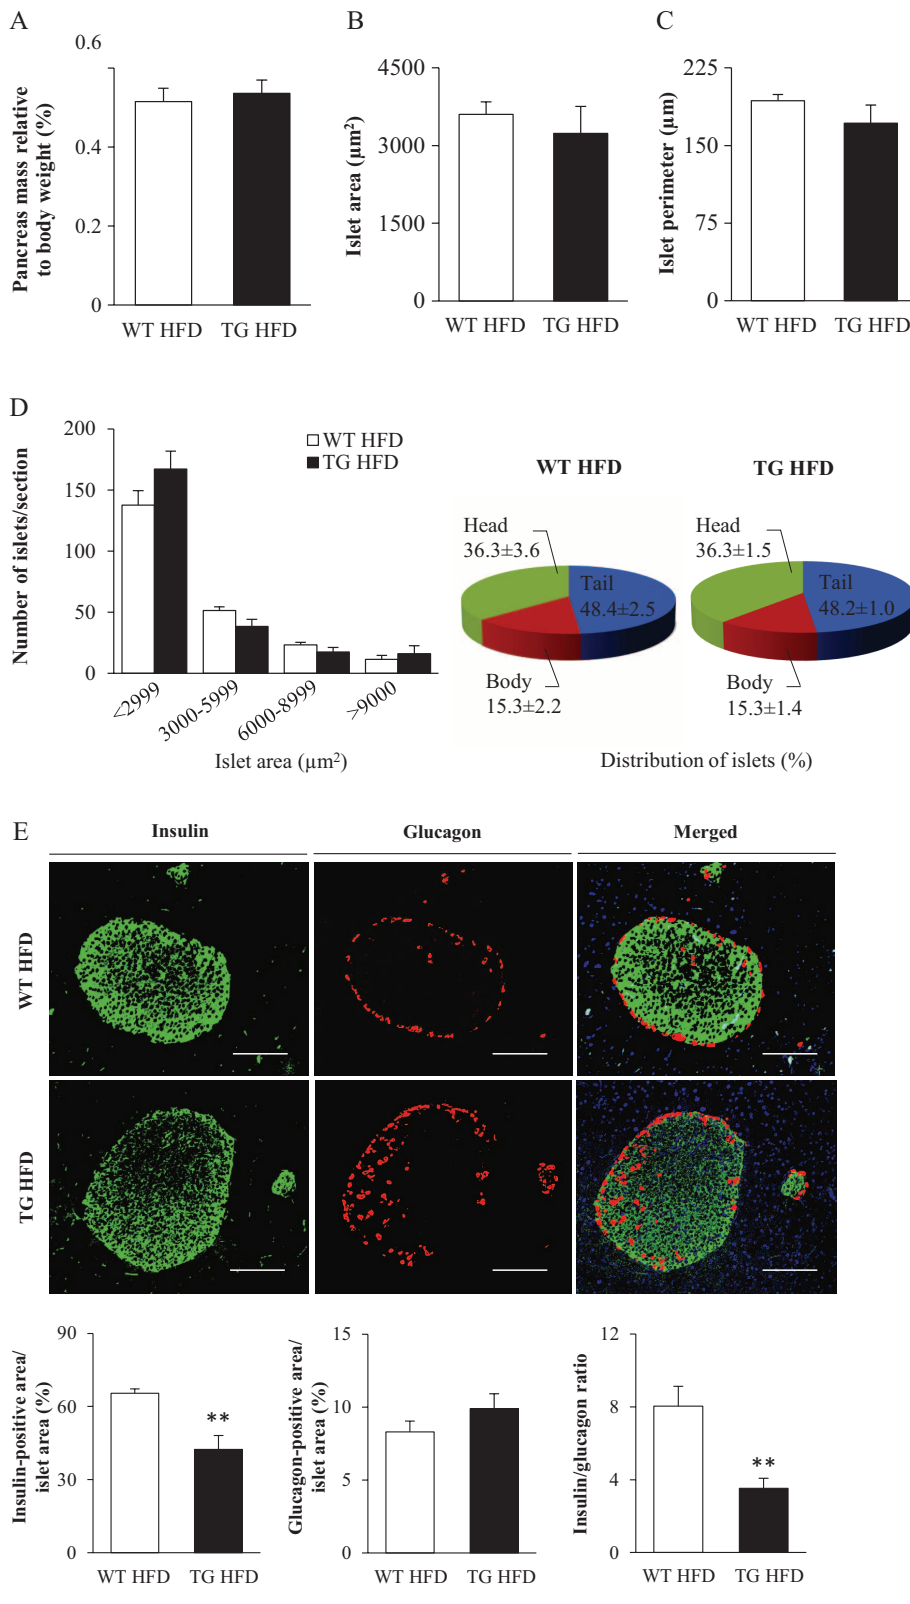 A
0.6
0.4
0.2
0
Pancreas mass relative
to body weight (%)
WT HFD
TG HFD
B
4500
3000
1500
0
Islet area (µm²)
WT HFD
TG HFD
C
225
150
75
0
Islet perimeter (µm)
WT HFD
TG HFD
D
200
150
100
50
0
Number of islets/section
WT HFD
TG HFD
<2999
3000-5999
6000-8999
>9000
Islet area (µm²)
WT HFD
Head
36.3±3.6
Tail
48.4±2.5
Body
15.3±2.2
TG HFD
Head
36.3±1.5
Tail
48.2±1.0
Body
15.3±1.4
Distribution of islets (%)
E
Insulin
Glucagon
Merged
WT HFD
TG HFD
90
60
30
0
Insulin-positive area/
islet area (%)
**
WT HFD
TG HFD
15
10
5
0
Glucagon-positive area/
islet area (%)
WT HFD
TG HFD
12
8
4
0
Insulin/glucagon ratio
**
WT HFD
TG HFD